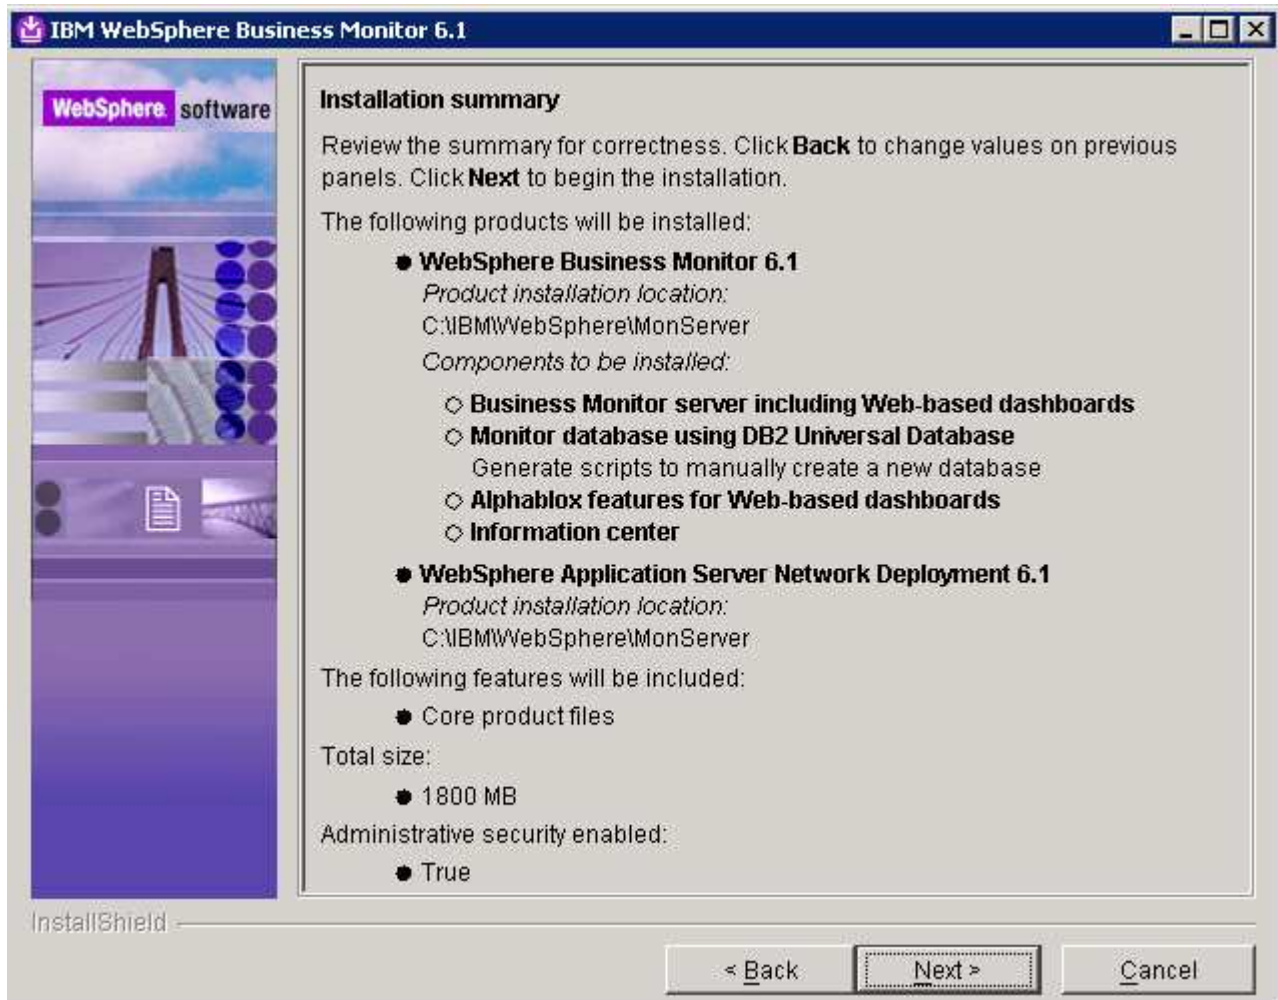 IBM WebSphere Business Monitor 6.1
WebSphere software
Installation summary
Review the summary for correctness. Click Back to change values on previous
panels. Click Next to begin the installation.
The following products will be installed:
WebSphere Business Monitor 6.1
Product installation location:
C:\IBM\WebSphere\MonServer
Components to be installed:
Business Monitor server including Web-based dashboards
Monitor database using DB2 Universal Database
Generate scripts to manually create a new database
Alphablox features for Web-based dashboards
Information center
WebSphere Application Server Network Deployment 6.1
Product installation location:
C:\IBM\WebSphere\MonServer
The following features will be included:
Core product files
Total size:
1800 MB
Administrative security enabled:
True
InstallShield
< Back Next > Cancel